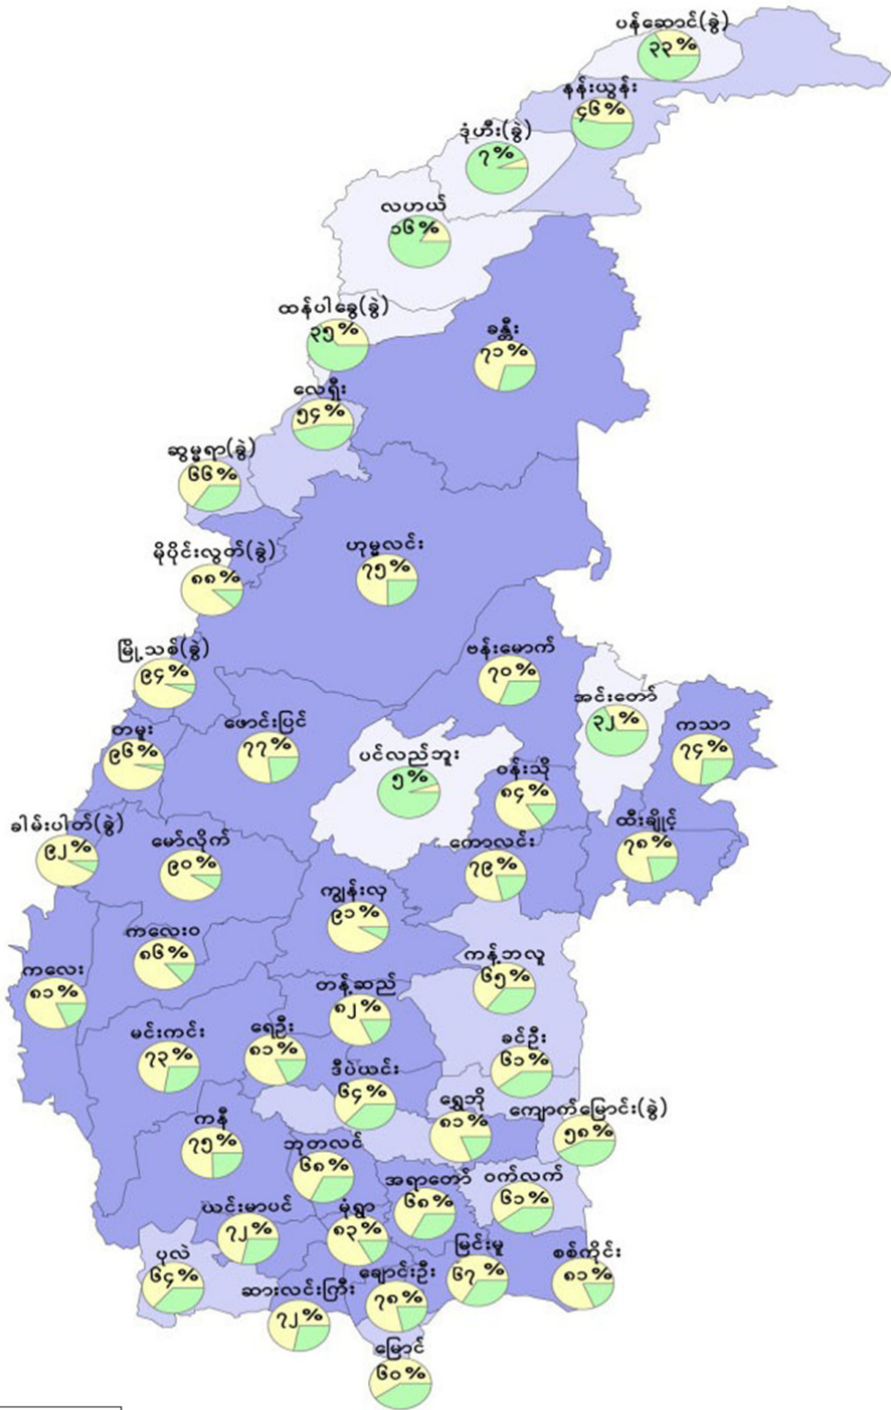 ပန်ဆောင်(ခွဲ)
၃၃%
နန်းယွန်း
၄၆%
ဒုံဟီး(ခွဲ)
၇%
လဟယ်
၁၆%
ထန်ပါခွေ(ခွဲ)
၃၅%
ခန္တီး
၇၁%
လေရှီး
၅၄%
ဆွမ္မရာ(ခွဲ)
၆၆%
မိုပိုင်းလွတ်(ခွဲ)
၈၈%
ဟုမ္မလင်း
၇၅%
မြို့သစ်(ခွဲ)
၉၄%
ဗန်းမောက်
၇၀%
အင်းတော်
၃၂%
ကသာ
၇၄%
တမူး
၉၆%
ဖောင်းပြင်
၇၇%
ပင်လည်ဘူး
၅%
ဝန်းသို
၈၄%
ထီးချိုင့်
၇၈%
ခါမ်းပါတ်(ခွဲ)
၉၂%
မော်လိုက်
၉၀%
ကောလင်း
၇၉%
ကျွန်းလှ
၉၁%
ကလေးဝ
၈၆%
ကန့်ဘလူ
၆၅%
ကလေး
၈၁%
တန့်ဆည်
၈၂%
မင်းကင်း
၇၃%
ရေဦး
၈၁%
ခင်ဦး
၆၁%
ဒီပဲယင်း
၆၄%
ရွှေဘို
၈၁%
ကျောက်မြောင်း(ခွဲ)
၅၈%
ကနီ
၇၅%
ဘုတလင်
၆၈%
အရာတော်
၆၈%
ဝက်လက်
၆၁%
ယင်းမာပင်
၇၂%
မုံရွာ
၈၃%
မြင်းမူ
၆၇%
စစ်ကိုင်း
၈၁%
ပုလဲ
၆၄%
ဆားလင်းကြီး
၇၂%
ချောင်းဦး
၇၈%
မြောင်
၆၀%